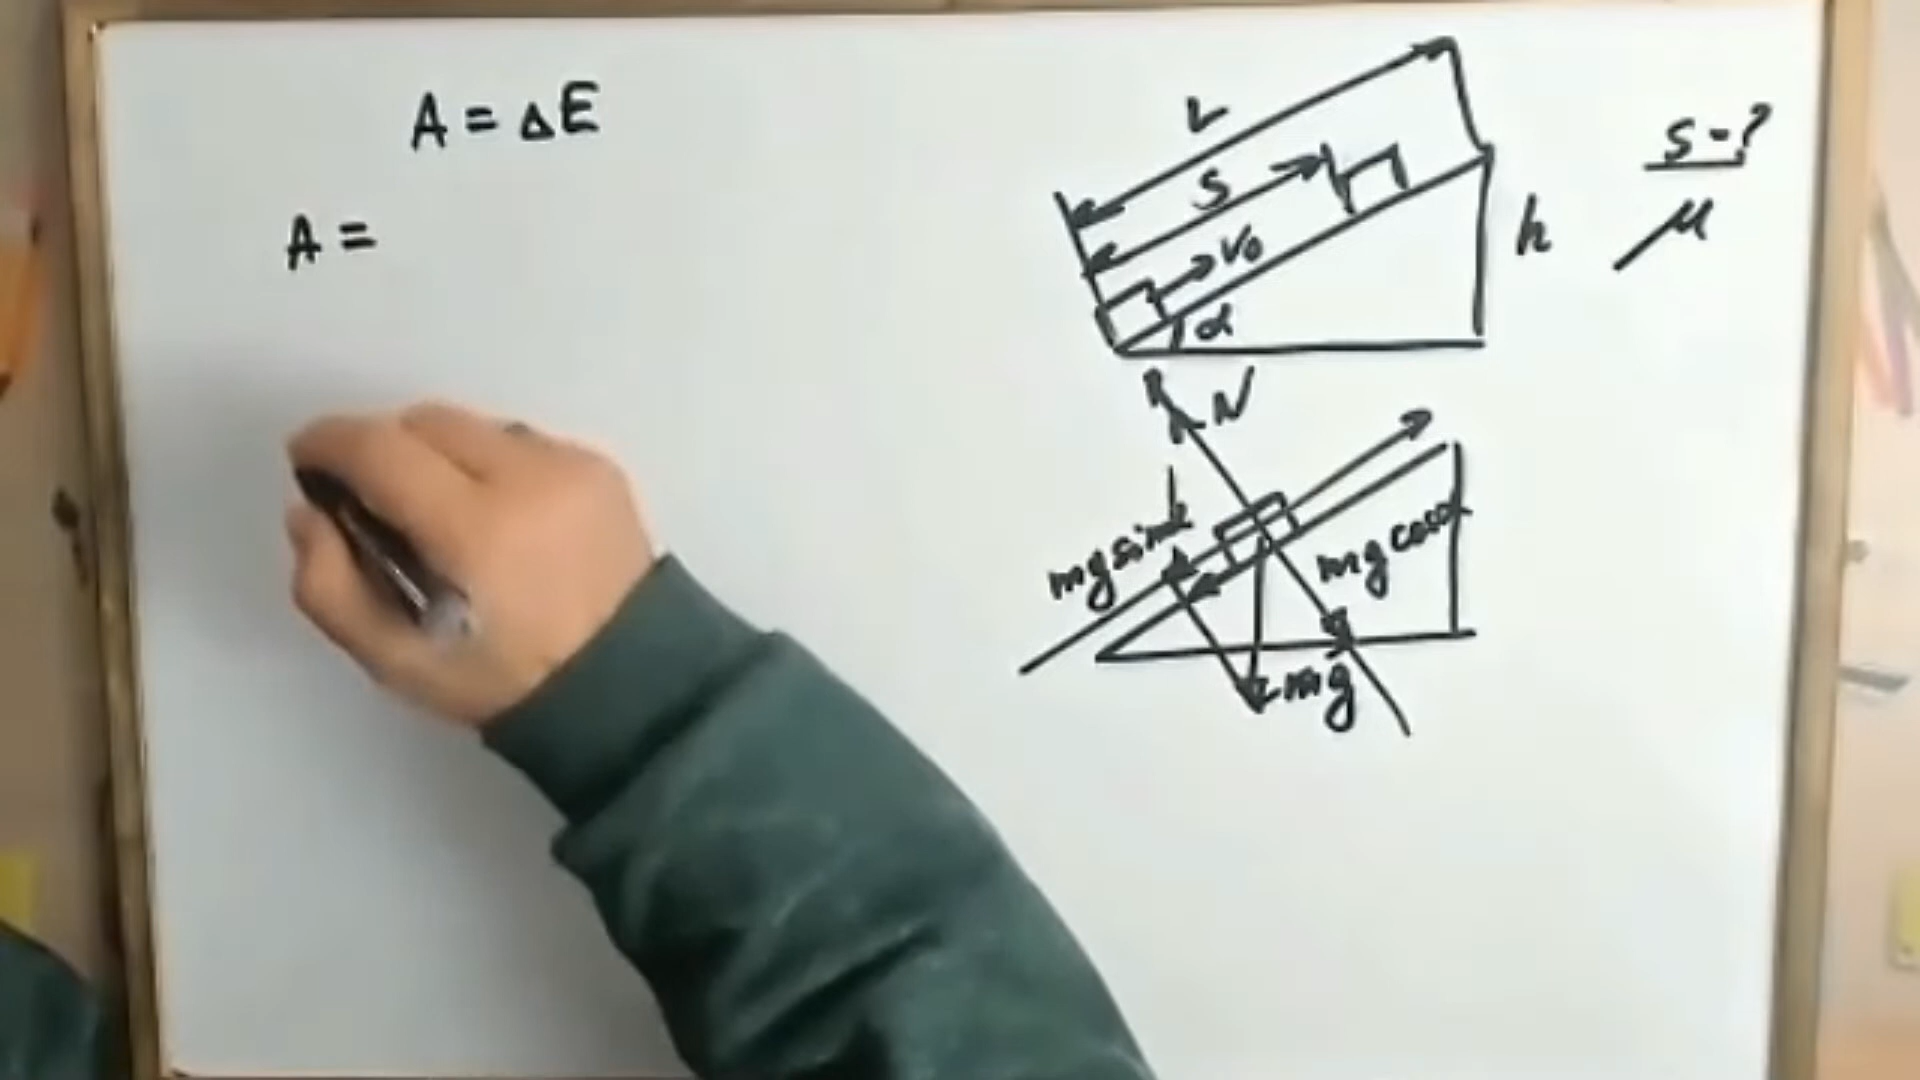 A = ΔE
A =
L
S
V₀
α
h
S - ?
μ
N
mg sinα
mg cosα
mg